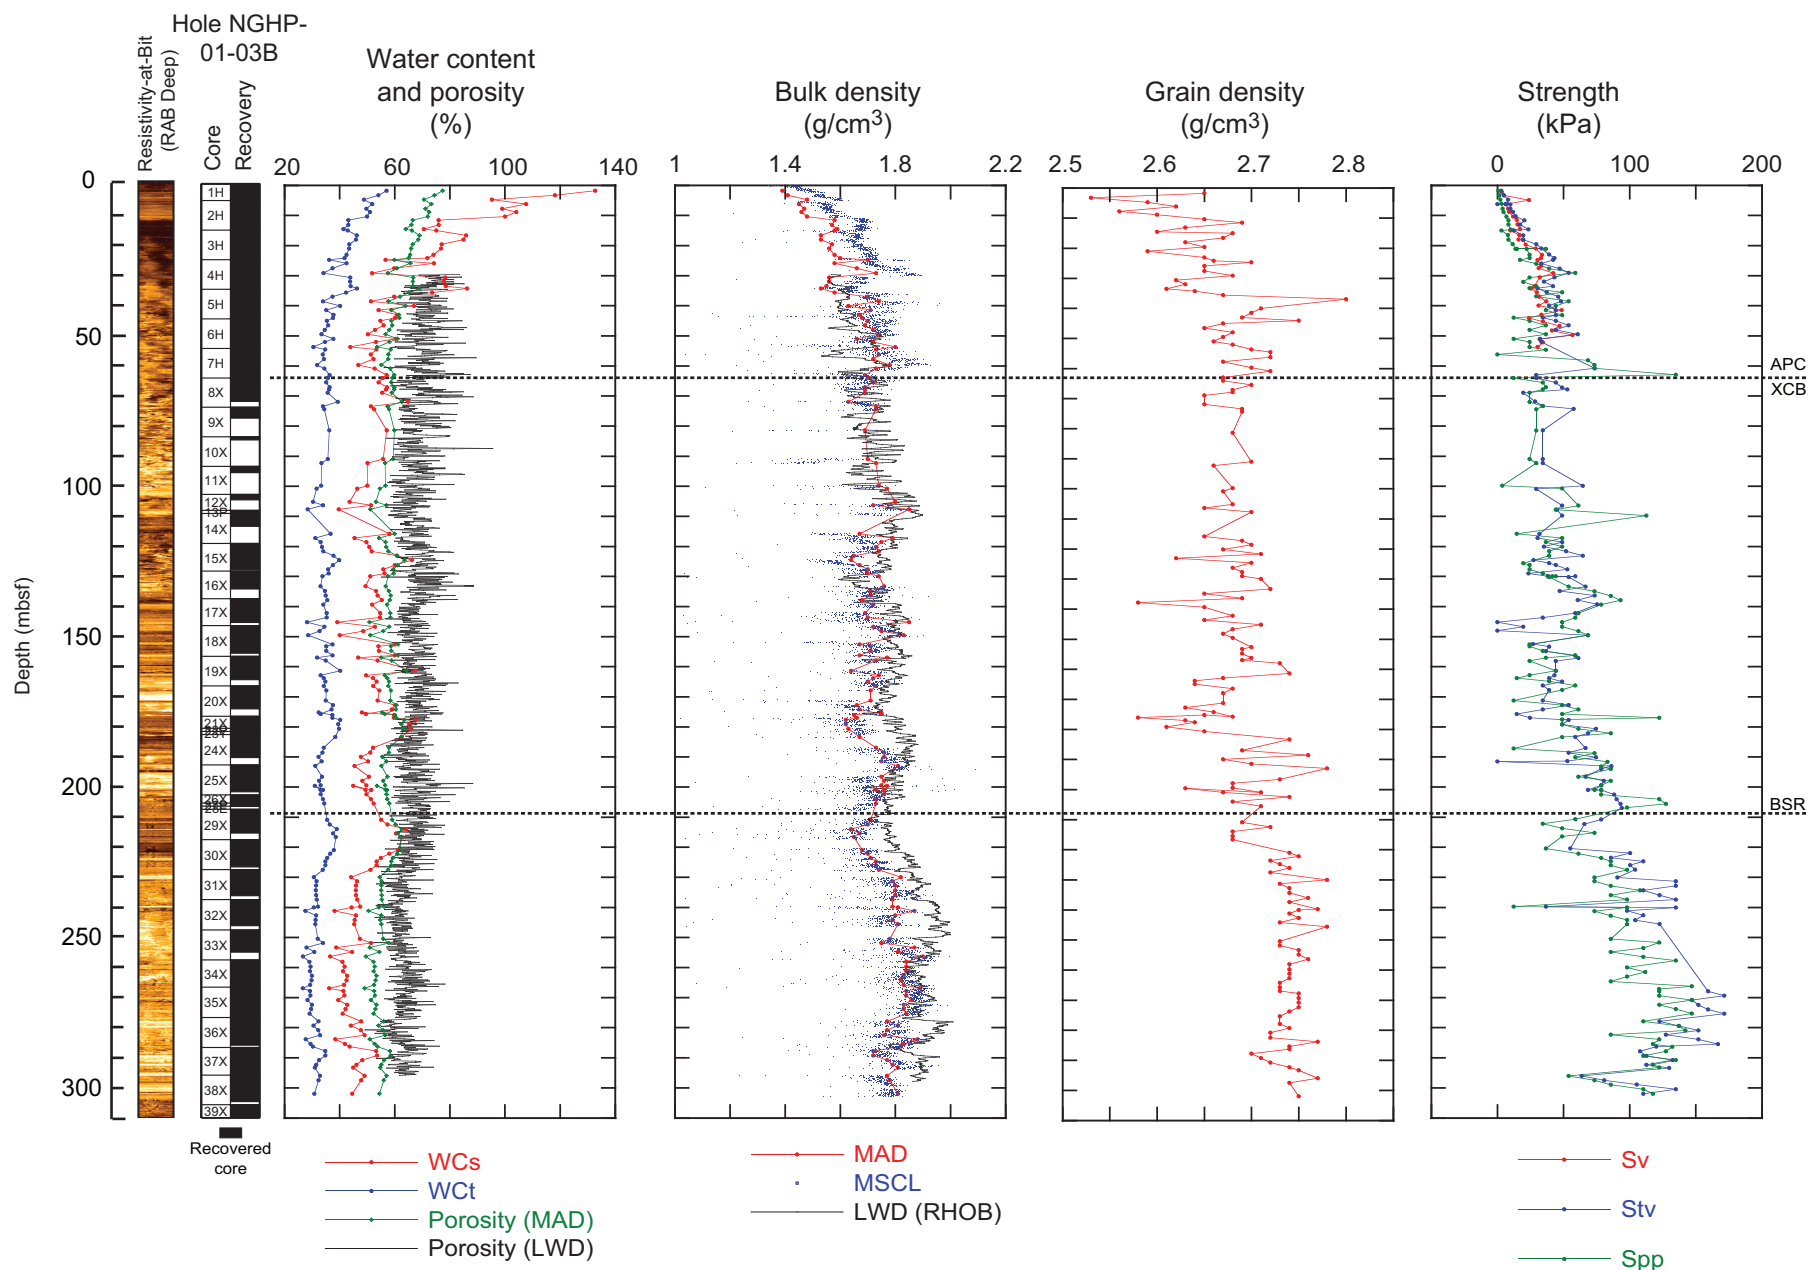 Resistivity-at-Bit
(RAB Deep)
Hole NGHP-
01-03B
Core
Recovery
Water content
and porosity
(%)
Bulk density
(g/cm3)
Grain density
(g/cm3)
Strength
(kPa)
20 60 100 140
1 1.4 1.8 2.2
2.5 2.6 2.7 2.8
0 100 200
Depth (mbsf)
0
50
100
150
200
250
300
1H
2H
3H
4H
5H
6H
7H
8X
9X
10X
11X
12X
14X
15X
16X
17X
18X
19X
20X
21X
24X
25X
29X
30X
31X
32X
33X
34X
35X
36X
37X
38X
39X
APC
XCB
BSR
Recovered
core
WCs
WCt
Porosity (MAD)
Porosity (LWD)
MAD
MSCL
LWD (RHOB)
Sv
Stv
Spp